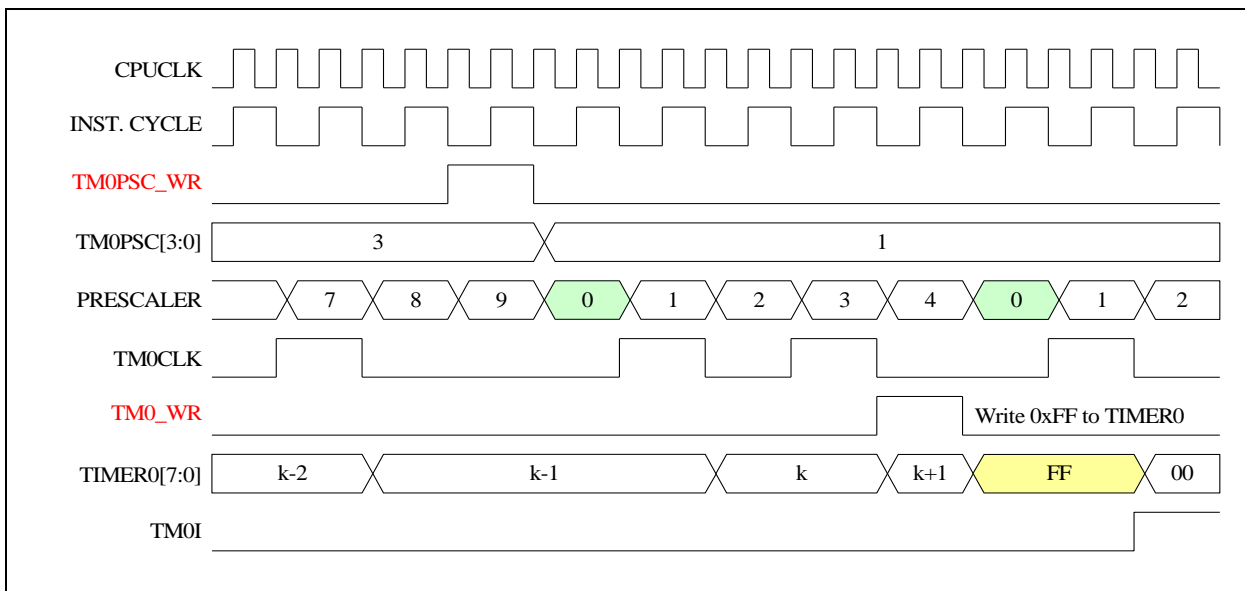 CPUCLK
INST. CYCLE
TM0PSC_WR
TM0PSC[3:0] 3 1
PRESCALER 7 8 9 0 1 2 3 4 0 1 2
TM0CLK
TM0_WR Write 0xFF to TIMER0
TIMER0[7:0] k-2 k-1 k k+1 FF 00
TM0I